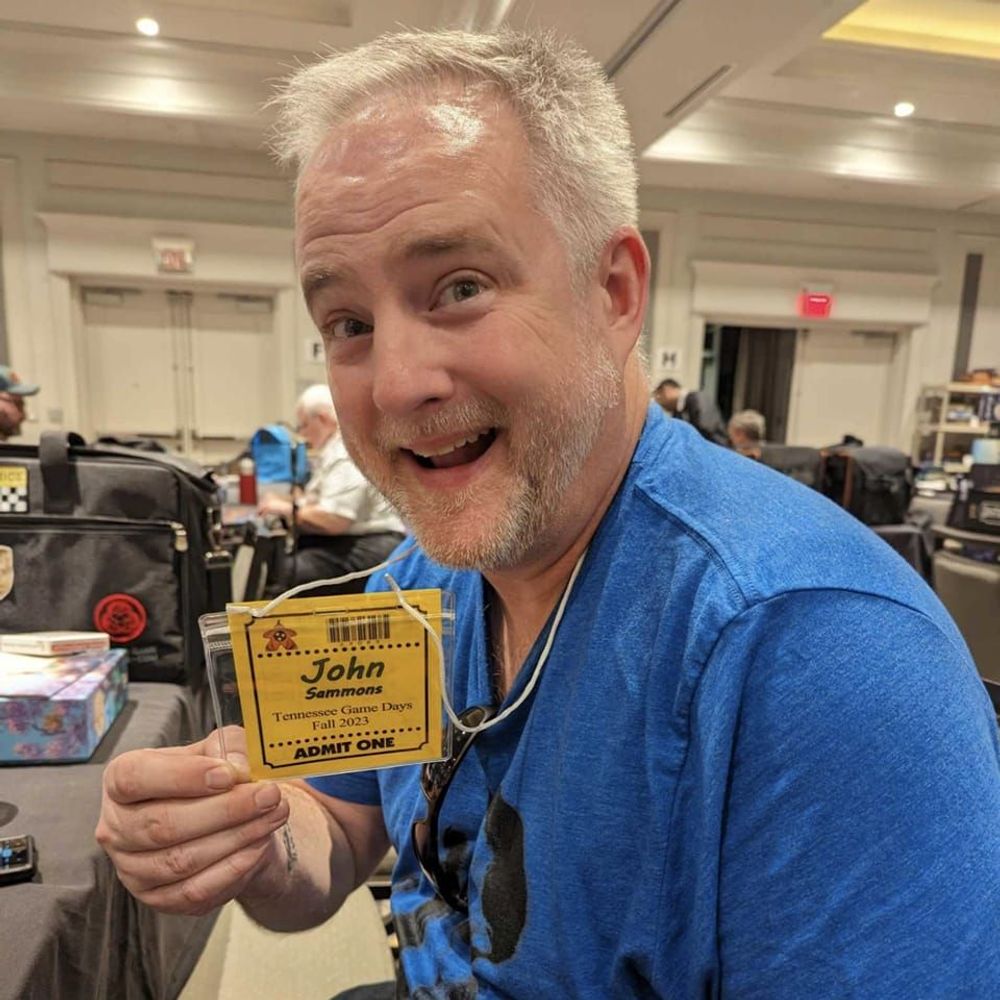 John
Sammons
Tennessee Game Days
Fall 2023
ADMIT ONE
H